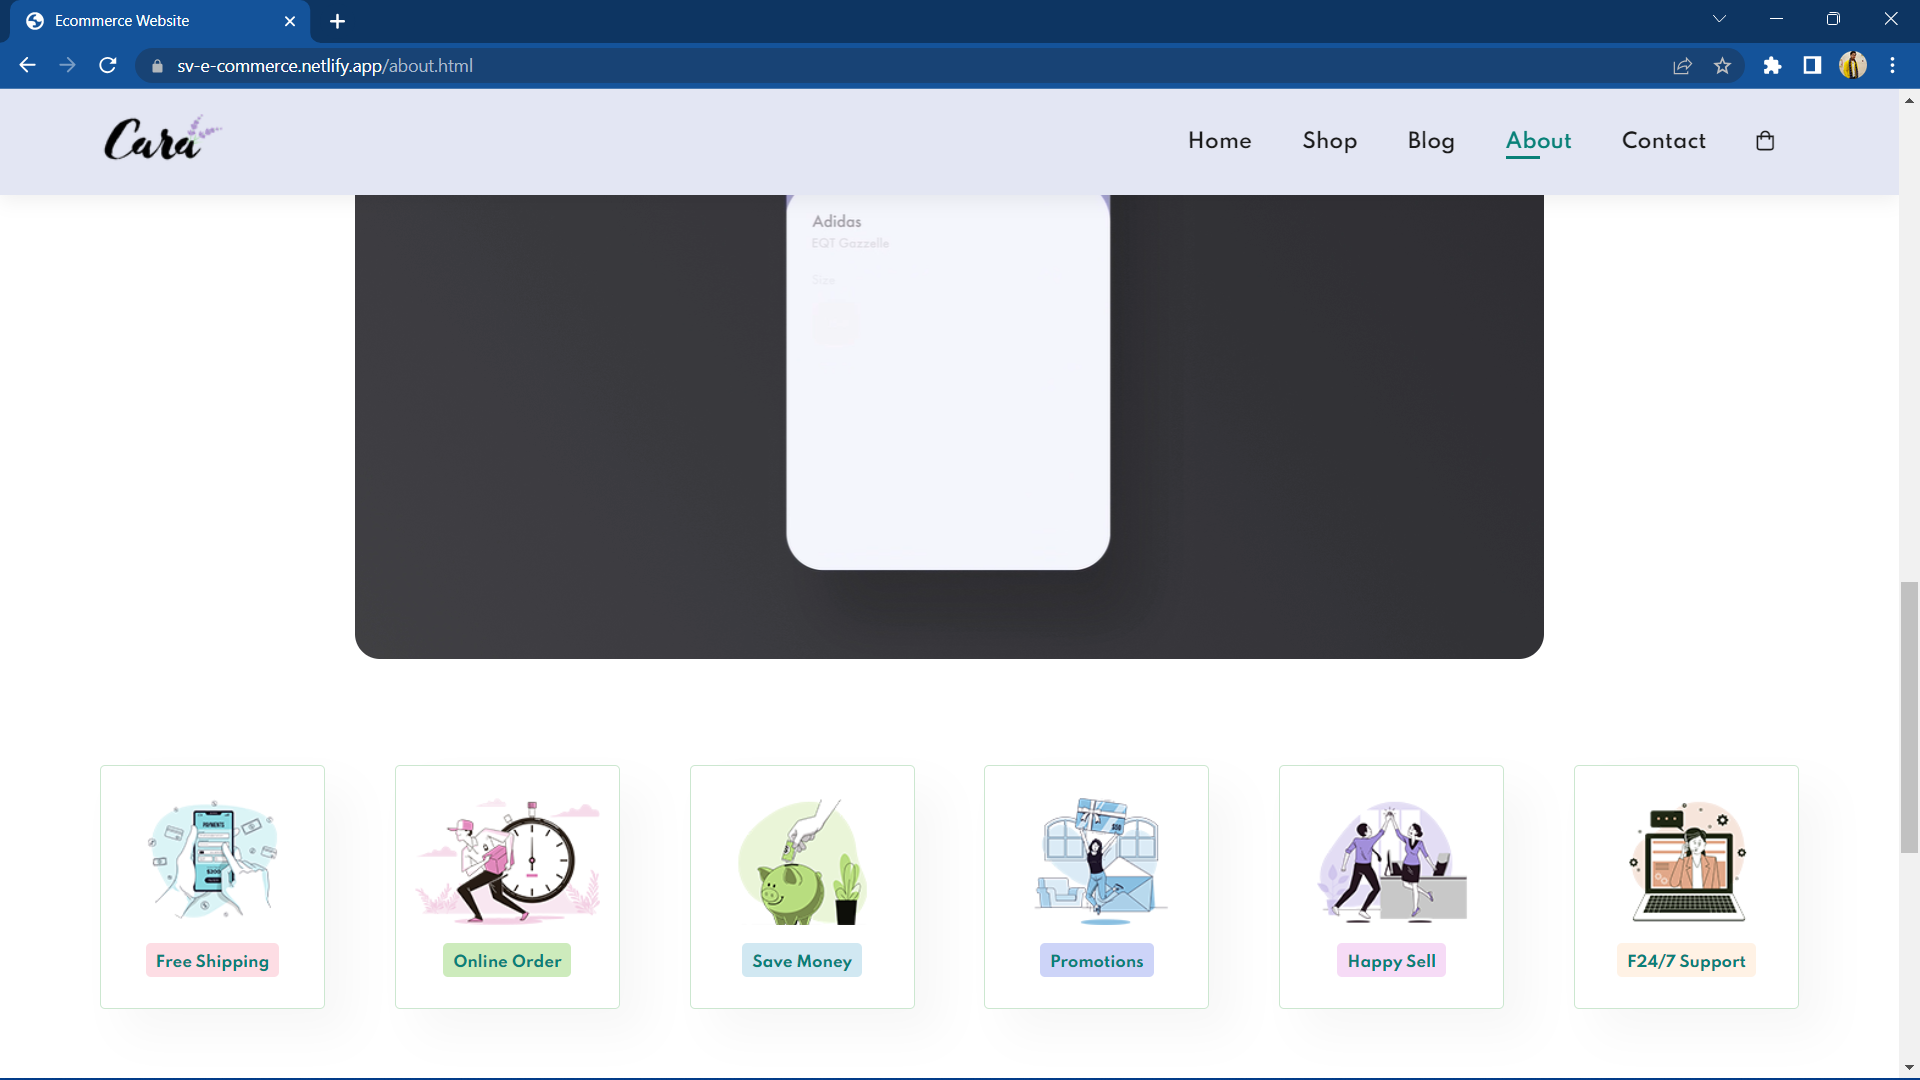 Ecommerce Website
sv-e-commerce.netlify.app/about.html
Cara
Home Shop Blog About Contact
Adidas
EQT Gazzelle
Size
PAYMENTS
Free Shipping Online Order Save Money Promotions Happy Sell F24/7 Support